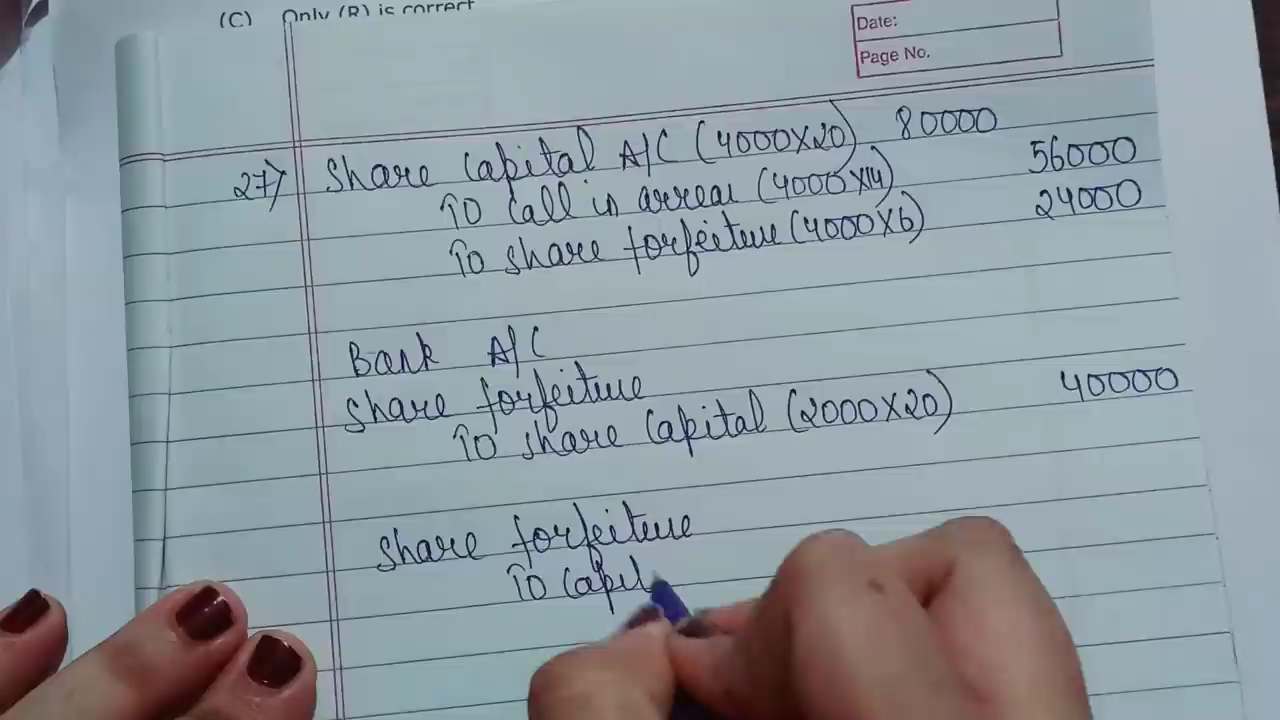 (C) Only (R) is correct
Date:
Page No.
27) Share Capital A/C (4000X20) 80000
To Call in arrear (4000X14) 56000
To share forfeiture (4000X6) 24000
Bank A/C
Share forfeiture
To share Capital (2000X20) 40000
Share forfeiture
To Capit